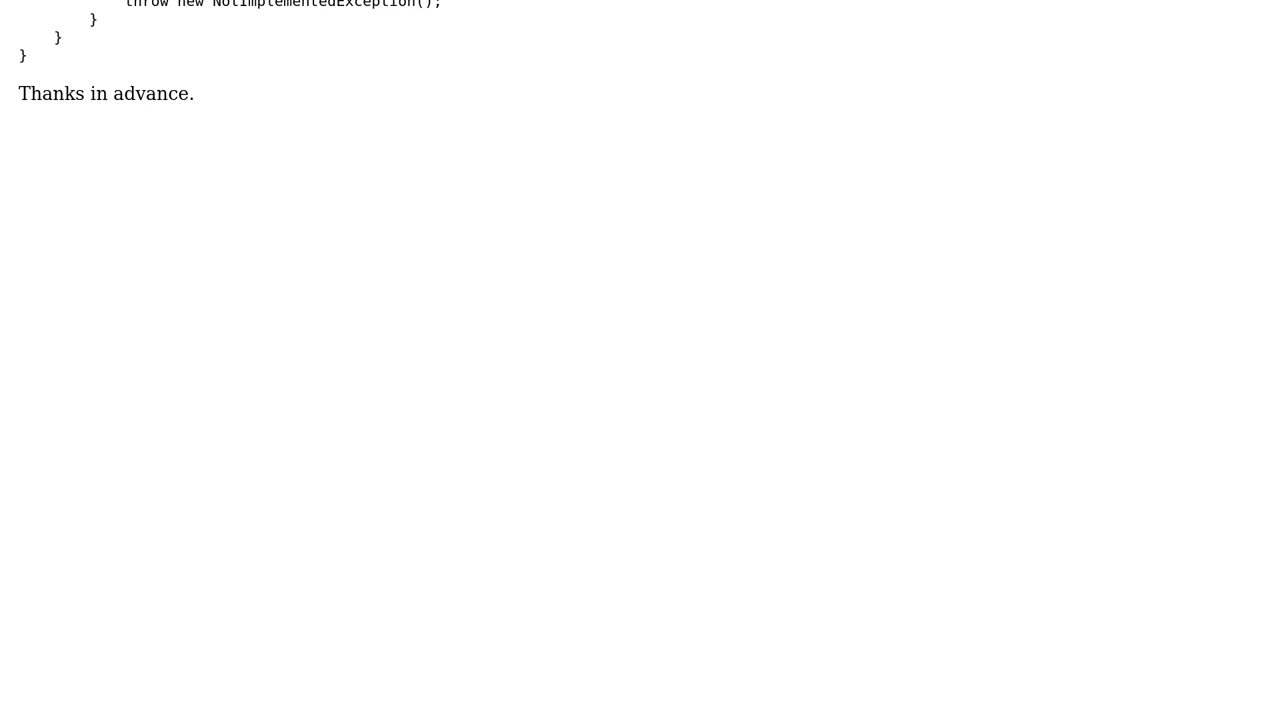 throw new NotImplementedException();
}
}
}
Thanks in advance.